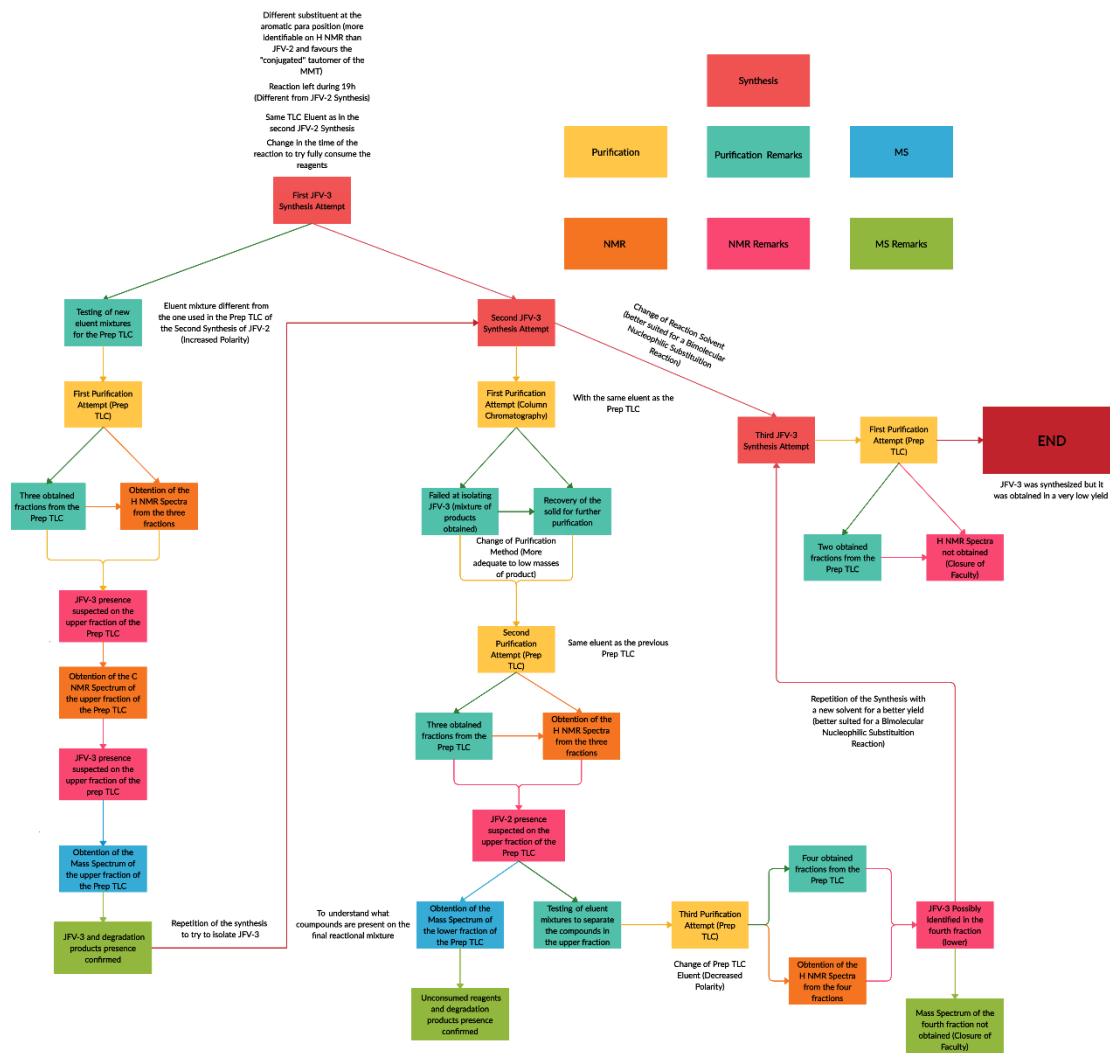 Different substituent at the
aromatic para position (more
identifiable on H NMR than
JFV-2 and favours the
"conjugated" tautomer of the
MMT)
Reaction left during 19h
(Different from JFV-2 Synthesis)
Same TLC Eluent as in the
second JFV-2 Synthesis
Change in the time of the
reaction to try fully consume the
reagents
Synthesis
Purification
Purification Remarks
MS
NMR
NMR Remarks
MS Remarks
First JFV-3
Synthesis Attempt
Testing of new
eluent mixtures
for the Prep TLC
Eluent mixture different from
the one used in the Prep TLC of
the Second Synthesis of JFV-2
(Increased Polarity)
First Purification
Attempt (Prep
TLC)
Three obtained
fractions from the
Prep TLC
Obtention of the
H NMR Spectra
from the three
fractions
JFV-3 presence
suspected on the
upper fraction of the
Prep TLC
Obtention of the C
NMR Spectrum of
the upper fraction of
the Prep TLC
JFV-3 presence
suspected on the
upper fraction of the
prep TLC
Obtention of the
Mass Spectrum of
the upper fraction of
the Prep TLC
JFV-3 and degradation
products presence
confirmed
Repetition of the synthesis
to try to isolate JFV-3
Second JFV-3
Synthesis Attempt
First Purification
Attempt (Column
Chromatography)
With the same eluent as the
Prep TLC
Failed at isolating
JFV-3 (mixture of
products
obtained)
Recovery of the
solid for further
purification
Change of Purification
Method (More
adequate to low masses
of product)
Second
Purification
Attempt (Prep
TLC)
Same eluent as the previous
Prep TLC
Three obtained
fractions from the
Prep TLC
Obtention of the
H NMR Spectra
from the three
fractions
JFV-2 presence
suspected on the
upper fraction of the
Prep TLC
To understand what
coumpounds are present on the
final reactional mixture
Obtention of the
Mass Spectrum of
the lower fraction of
the Prep TLC
Unconsumed reagents
and degradation
products presence
confirmed
Testing of eluent
mixtures to separate
the compounds in
the upper fraction
Third Purification
Attempt (Prep
TLC)
Change of Prep TLC
Eluent (Decreased
Polarity)
Four obtained
fractions from the
Prep TLC
Obtention of the
H NMR Spectra
from the four
fractions
JFV-3 Possibly
Identified in the
fourth fraction
(lower)
Mass Spectrum of the
fourth fraction not
obtained (Closure of
Faculty)
Repetition of the Synthesis with
a new solvent for a better yield
(better suited for a Bimolecular
Nucleophilic Substituition
Reaction)
Change of Reaction Solvent
(better suited for a Bimolecular
Nucleophilic Substituition
Reaction)
Third JFV-3
Synthesis Attempt
First Purification
Attempt (Prep
TLC)
END
JFV-3 was synthesized but it
was obtained in a very low yield
Two obtained
fractions from the
Prep TLC
H NMR Spectra
not obtained
(Closure of
Faculty)